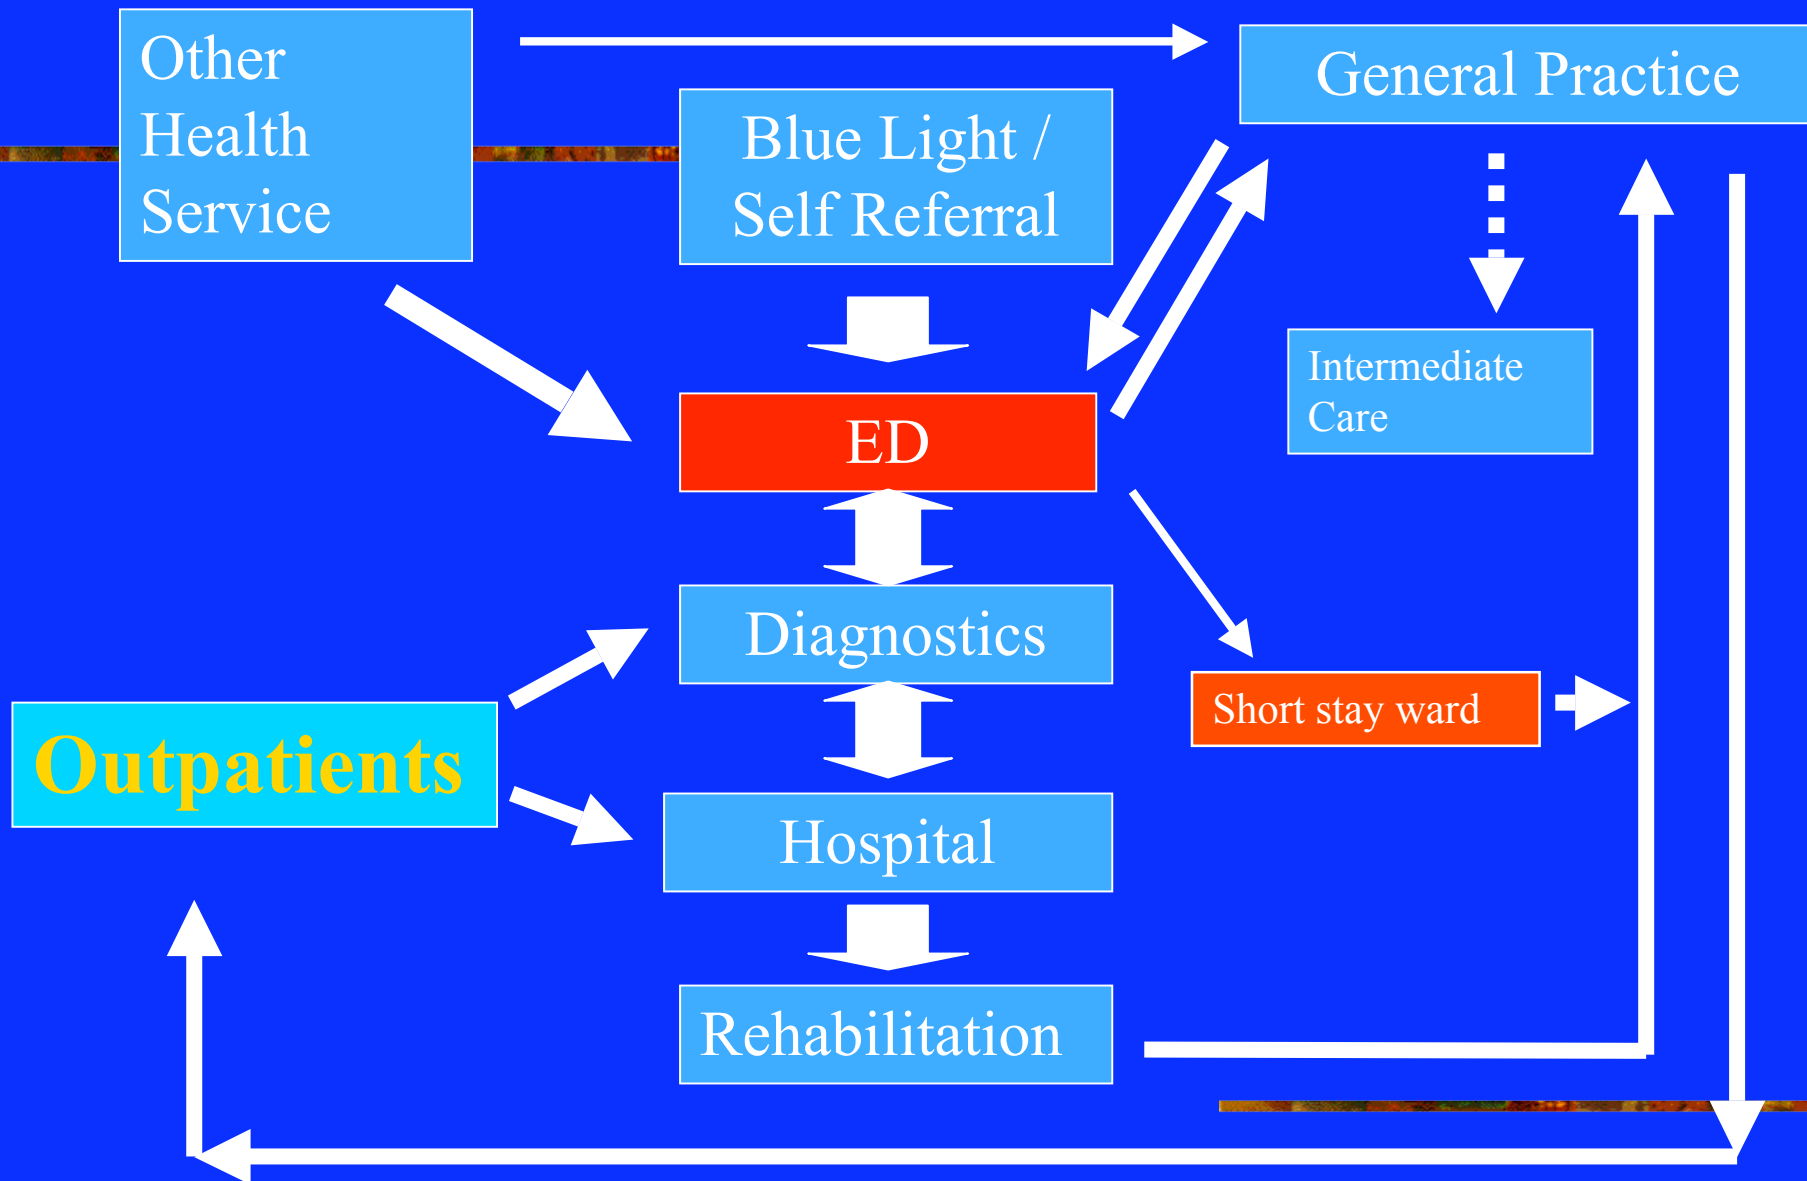 Other
Health
Service
Blue Light /
Self Referral
General Practice
Intermediate
Care
ED
Diagnostics
Short stay ward
Outpatients
Hospital
Rehabilitation